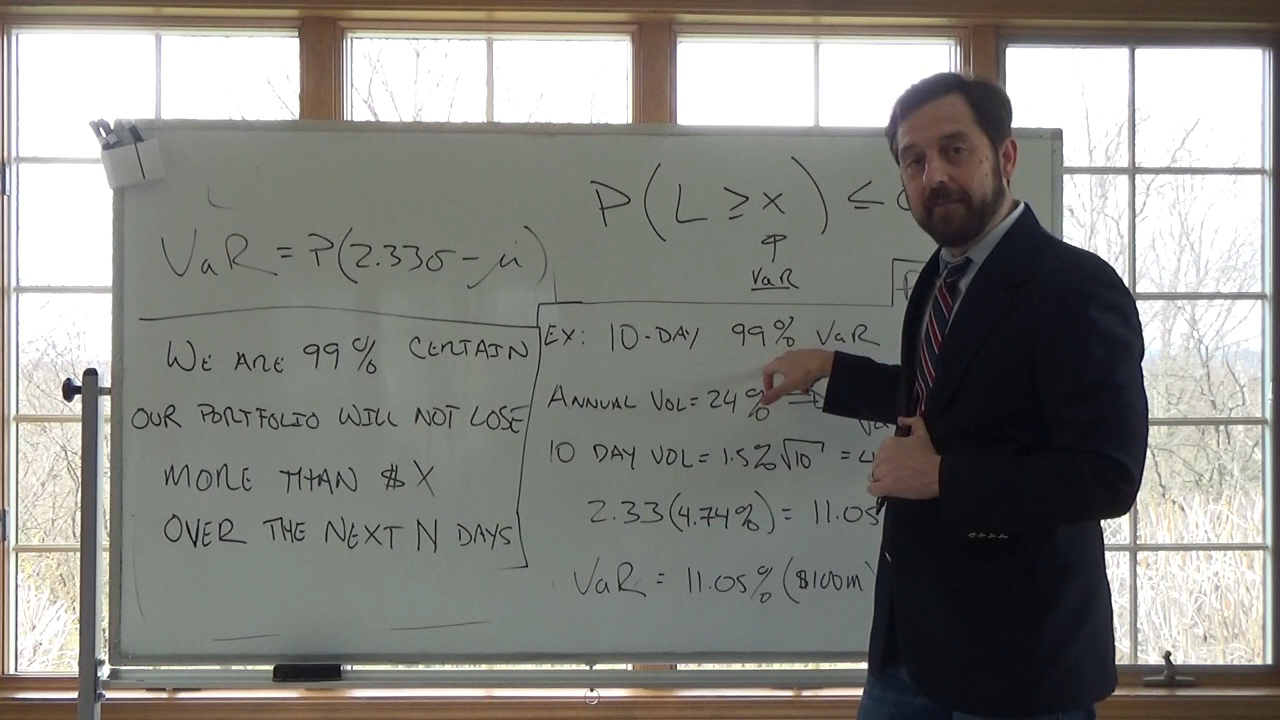 P(L ≥ x) ≤
VaR = P(2.33σ - μ)
VaR
WE ARE 99% CERTAIN
OUR PORTFOLIO WILL NOT LOSE
MORE THAN $X
OVER THE NEXT N DAYS
EX: 10-DAY 99% VaR
ANNUAL VOL = 24% →
10 DAY VOL = 1.5%√10 = 4
2.33(4.74%) = 11.05
VaR = 11.05% ($100m)